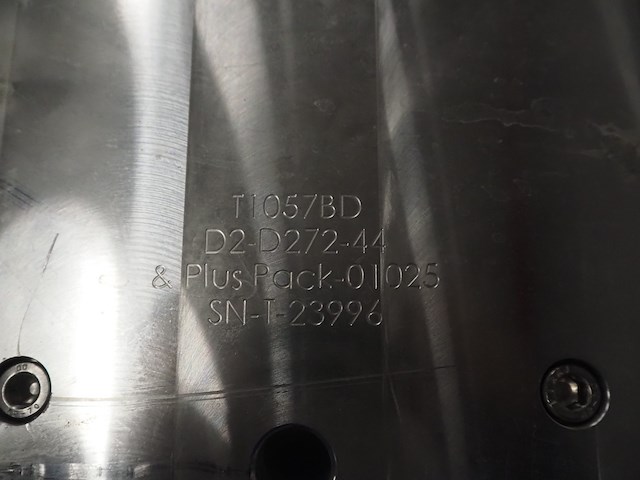 T1057BD
D2-D272-44
& Plus Pack-01025
SN-T-23996